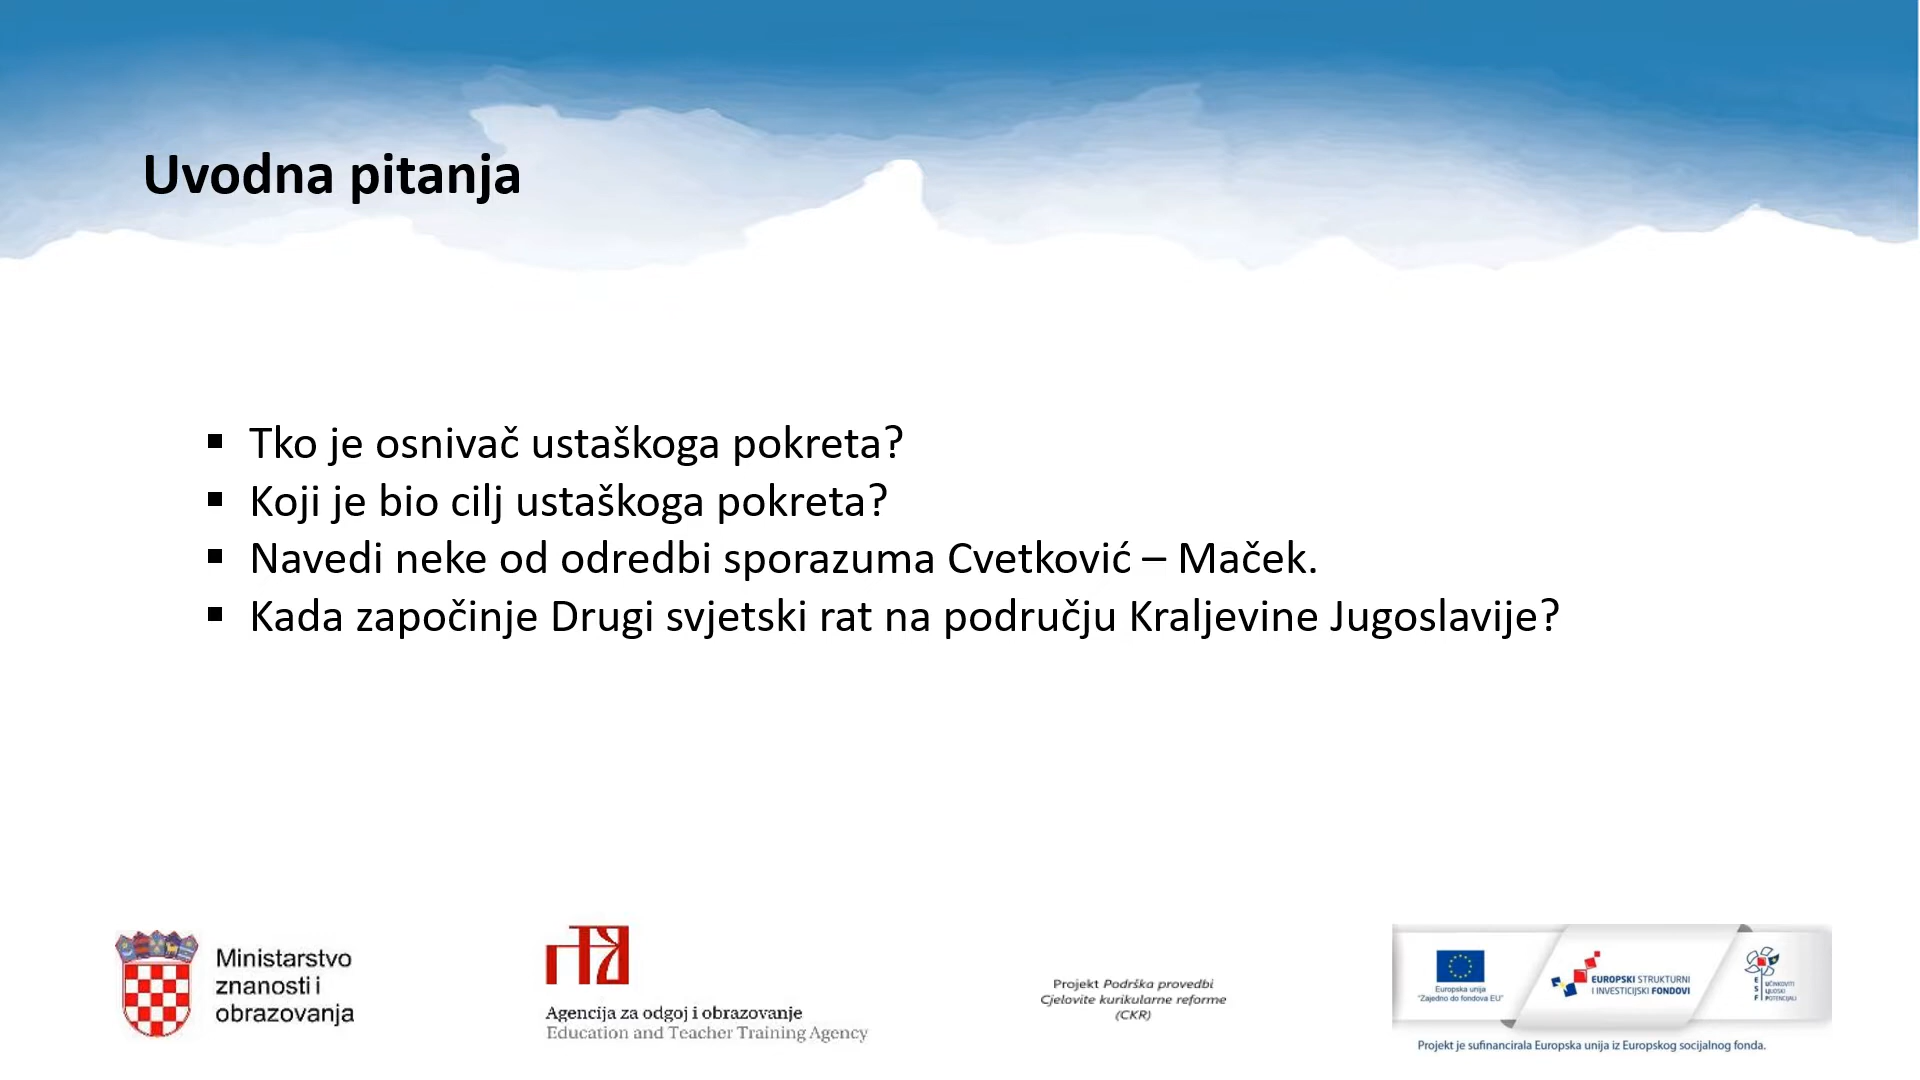 Uvodna pitanja
▪ Tko je osnivač ustaškoga pokreta?
▪ Koji je bio cilj ustaškoga pokreta?
▪ Navedi neke od odredbi sporazuma Cvetković – Maček.
▪ Kada započinje Drugi svjetski rat na području Kraljevine Jugoslavije?
Ministarstvo
znanosti i
obrazovanja
Agencija za odgoj i obrazovanje
Education and Teacher Training Agency
Projekt Podrška provedbi
Cjelovite kurikularne reforme
(CKR)
Europska unija
"Zajedno do fondova EU"
EUROPSKI STRUKTURNI
I INVESTICIJSKI FONDOVI
ESF
UČINKOVITI
LJUDSKI
POTENCIJALI
Projekt je sufinancirala Europska unija iz Europskog socijalnog fonda.